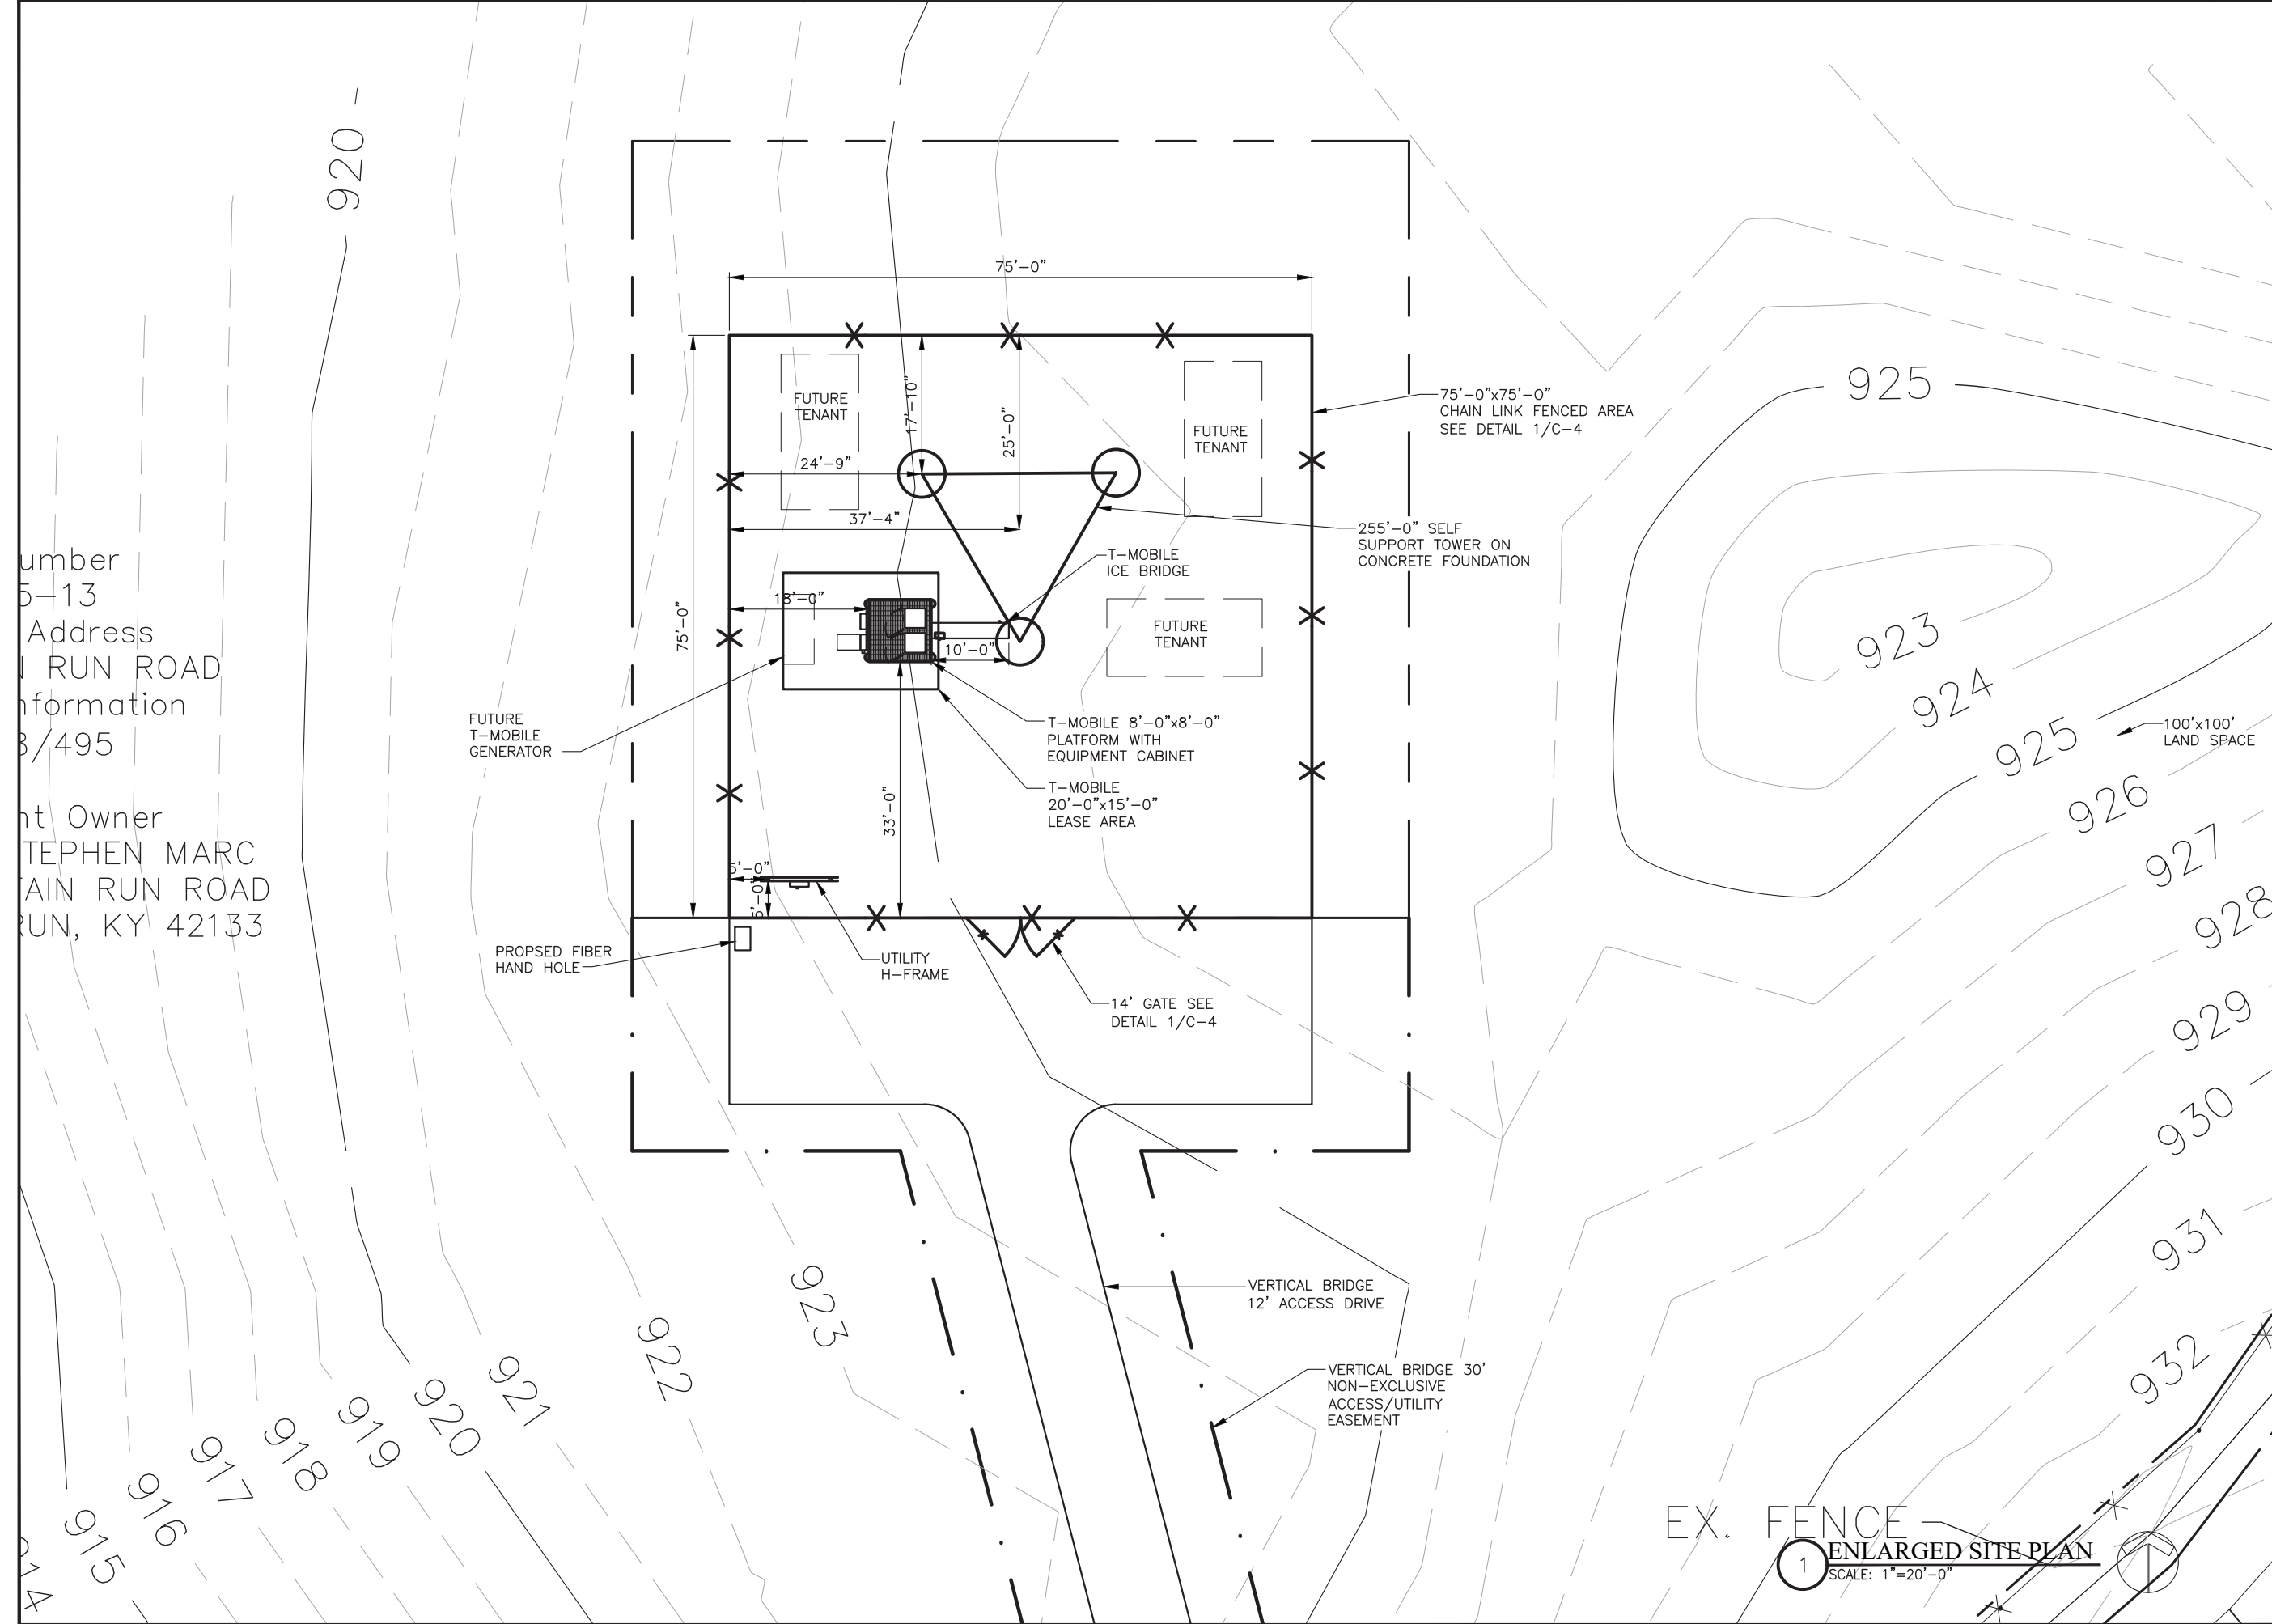 920
75'-0"
FUTURE
TENANT
17'-10"
25'-0"
FUTURE
TENANT
24'-9"
37'-4"
75'-0"x75'-0"
CHAIN LINK FENCED AREA
SEE DETAIL 1/C-4
925
255'-0" SELF
SUPPORT TOWER ON
CONCRETE FOUNDATION
T-MOBILE
ICE BRIDGE
75'-0"
18'-0"
10'-0"
FUTURE
TENANT
923
924
925
926
927
928
929
930
931
932
100'x100'
LAND SPACE
umber
5-13
Address
N RUN ROAD
nformation
3/495
nt Owner
TEPHEN MARC
TAIN RUN ROAD
RUN, KY 42133
FUTURE
T-MOBILE
GENERATOR
T-MOBILE 8'-0"x8'-0"
PLATFORM WITH
EQUIPMENT CABINET
T-MOBILE
20'-0"x15'-0"
LEASE AREA
33'-0"
5'-0"
5'-0"
PROPSED FIBER
HAND HOLE
UTILITY
H-FRAME
14' GATE SEE
DETAIL 1/C-4
VERTICAL BRIDGE
12' ACCESS DRIVE
VERTICAL BRIDGE 30'
NON-EXCLUSIVE
ACCESS/UTILITY
EASEMENT
923
922
921
920
919
918
917
916
915
914
EX. FENCE
1
ENLARGED SITE PLAN
SCALE: 1"=20'-0"